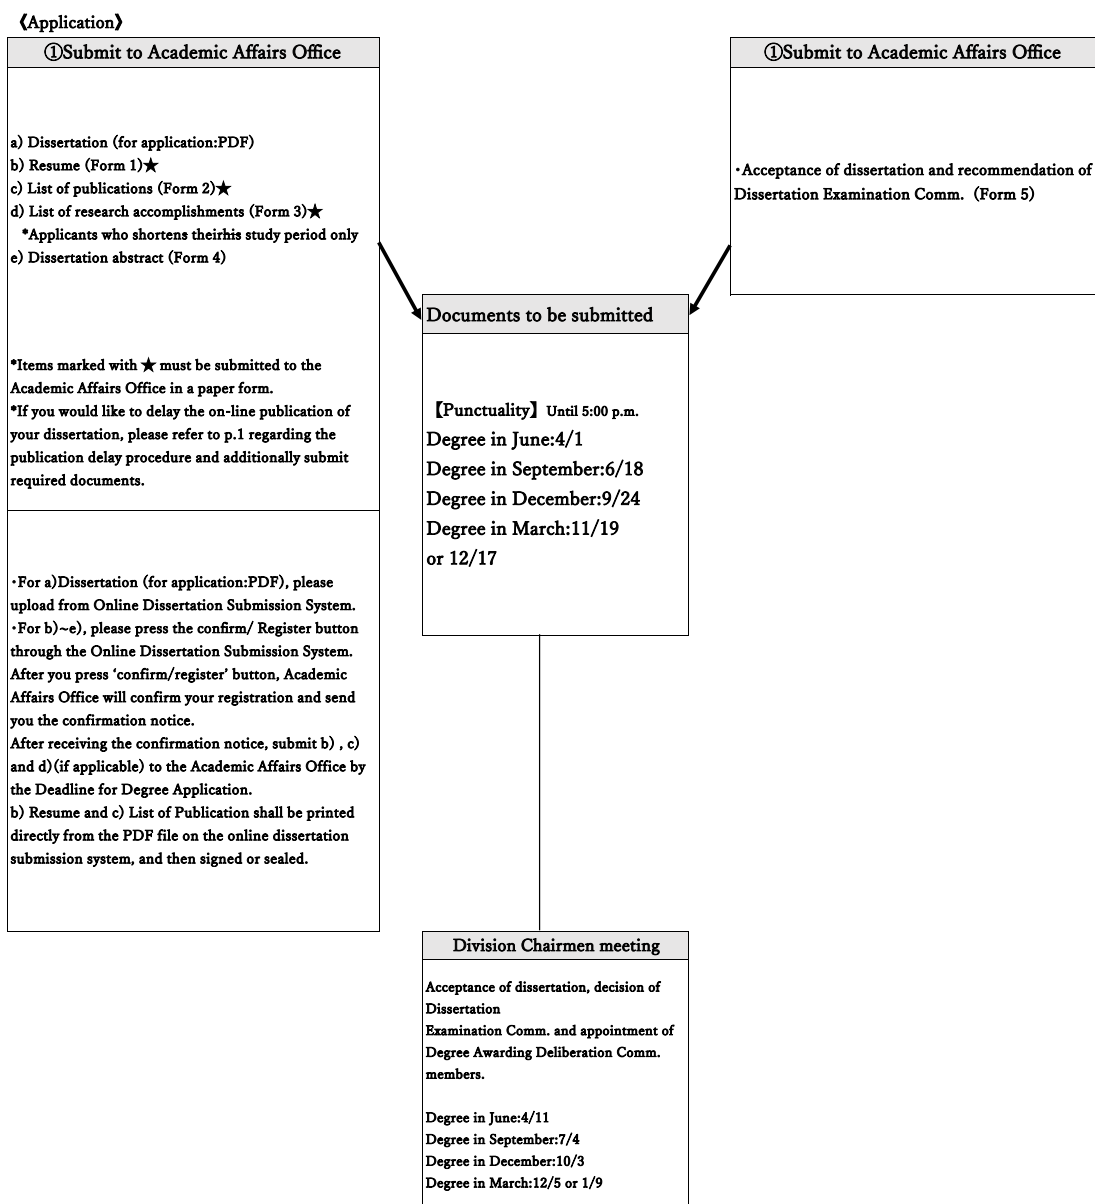 《Application》
①Submit to Academic Affairs Office
a) Dissertation (for application:PDF)
b) Resume (Form 1)★
c) List of publications (Form 2)★
d) List of research accomplishments (Form 3)★
*Applicants who shortens theirhis study period only
e) Dissertation abstract (Form 4)
*Items marked with ★ must be submitted to the
Academic Affairs Office in a paper form.
*If you would like to delay the on-line publication of
your dissertation, please refer to p.1 regarding the
publication delay procedure and additionally submit
required documents.
・For a)Dissertation (for application:PDF), please
upload from Online Dissertation Submission System.
・For b)~e), please press the confirm/ Register button
through the Online Dissertation Submission System.
After you press ‘confirm/register’ button, Academic
Affairs Office will confirm your registration and send
you the confirmation notice.
After receiving the confirmation notice, submit b) , c)
and d)(if applicable) to the Academic Affairs Office by
the Deadline for Degree Application.
b) Resume and c) List of Publication shall be printed
directly from the PDF file on the online dissertation
submission system, and then signed or sealed.
①Submit to Academic Affairs Office
・Acceptance of dissertation and recommendation of
Dissertation Examination Comm. (Form 5)
Documents to be submitted
【Punctuality】Until 5:00 p.m.
Degree in June:4/1
Degree in September:6/18
Degree in December:9/24
Degree in March:11/19
or 12/17
Division Chairmen meeting
Acceptance of dissertation, decision of
Dissertation
Examination Comm. and appointment of
Degree Awarding Deliberation Comm.
members.
Degree in June:4/11
Degree in September:7/4
Degree in December:10/3
Degree in March:12/5 or 1/9